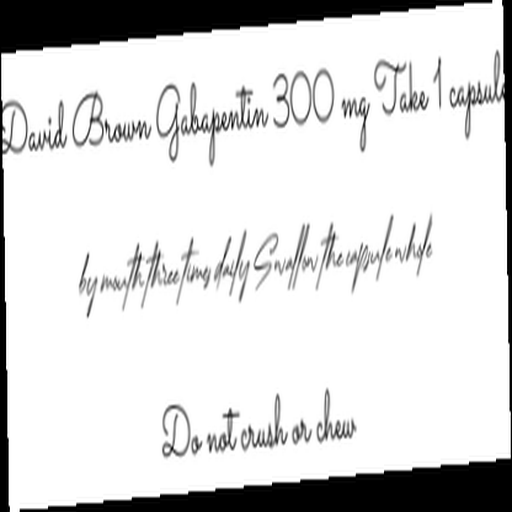 David Brown Gabapentin 300 mg Take 1 capsule
by mouth three times daily Swallow the capsule whole
Do not crush or chew